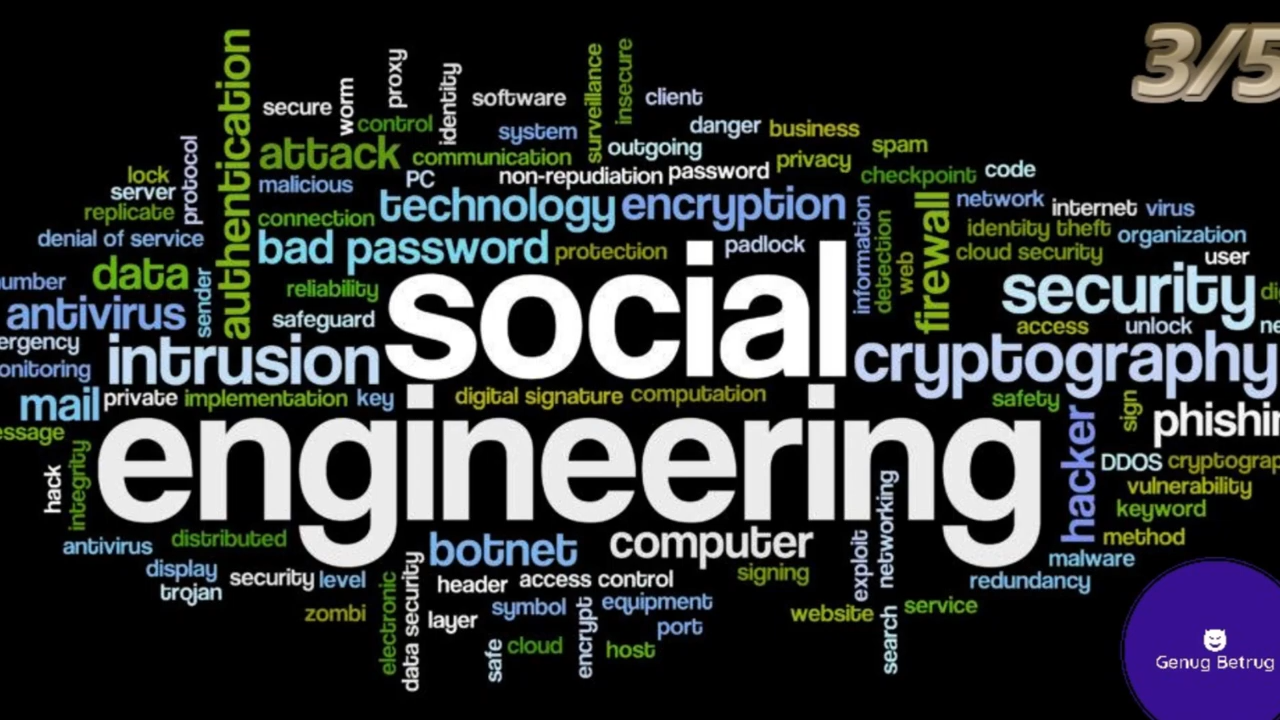 3/5
authentication
secure
worm
proxy
identity
software
surveillance
insecure
client
control
system
danger business
attack
communication
outgoing
spam
privacy
checkpoint code
lock
protocol
malicious
PC
non-repudiation password
server
replicate
connection
technology
encryption
information
detection
web
firewall
network
internet virus
identity theft
organization
denial of service
bad password
protection
padlock
cloud security
user
data
sender
reliability
social
security
antivirus
safeguard
access
unlock
intrusion
cryptography
mail
private
implementation
key
digital signature
computation
safety
sign
engineering
hacker
hack
integrity
DDOS
vulnerability
keyword
method
antivirus
distributed
botnet
computer
exploit
networking
malware
display
security
level
header
access control
signing
redundancy
trojan
electronic
data security
symbol
encrypt
equipment
website
service
zombi
layer
port
safe
cloud
host
search
Genug Betrug